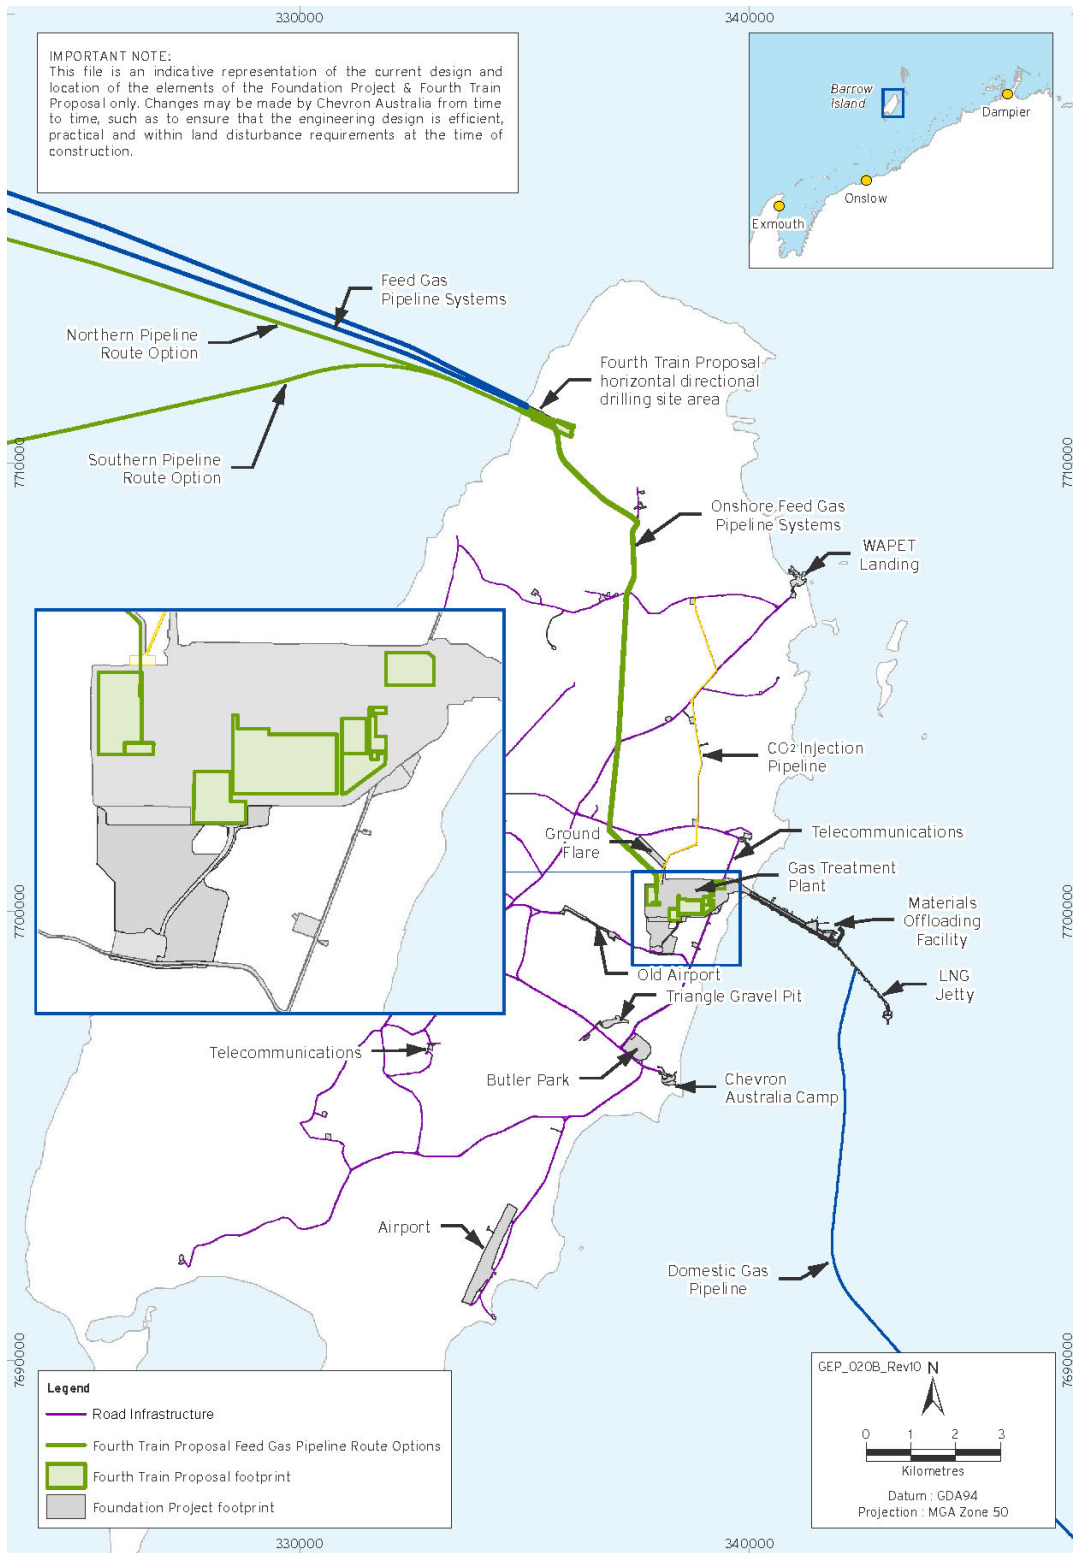 330000
340000
IMPORTANT NOTE:
This file is an indicative representation of the current design and
location of the elements of the Foundation Project & Fourth Train
Proposal only. Changes may be made by Chevron Australia from time
to time, such as to ensure that the engineering design is efficient,
practical and within land disturbance requirements at the time of
construction.
Barrow
Island
Dampier
Onslow
Exmouth
Feed Gas
Pipeline Systems
Northern Pipeline
Route Option
Fourth Train Proposal
horizontal directional
drilling site area
Southern Pipeline
Route Option
7710000
7710000
Onshore Feed Gas
Pipeline Systems
WAPET
Landing
CO2 Injection
Pipeline
Ground
Flare
Telecommunications
Gas Treatment
Plant
7700000
7700000
Materials
Offloading
Facility
Old Airport
LNG
Jetty
Triangle Gravel Pit
Telecommunications
Butler Park
Chevron
Australia Camp
Airport
Domestic Gas
Pipeline
7690000
7690000
Legend
Road Infrastructure
Fourth Train Proposal Feed Gas Pipeline Route Options
Fourth Train Proposal footprint
Foundation Project footprint
GEP_020B_Rev10
N
0 1 2 3
Kilometres
Datum : GDA94
Projection : MGA Zone 50
330000
340000